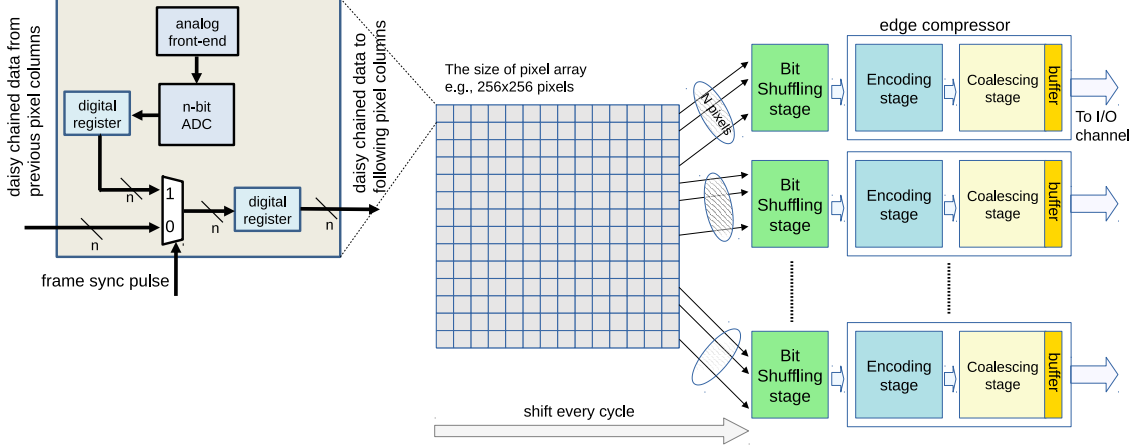 daisy chained data from
previous pixel columns
analog
front-end
n-bit
ADC
digital
register
n
1
0
n
n
digital
register
n
frame sync pulse
daisy chained data to
following pixel columns
The size of pixel array
e.g., 256x256 pixels
N pixels
shift every cycle
edge compressor
Bit
Shuffling
stage
Encoding
stage
Coalescing
stage
buffer
To I/O
channel
Bit
Shuffling
stage
Encoding
stage
Coalescing
stage
buffer
Bit
Shuffling
stage
Encoding
stage
Coalescing
stage
buffer